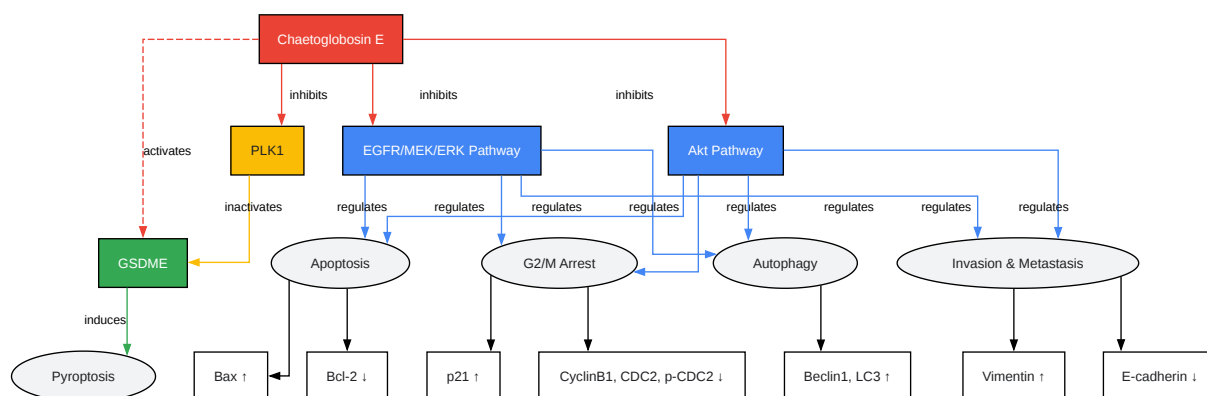 Chaetoglobosin E
inhibits
inhibits
inhibits
activates
PLK1
EGFR/MEK/ERK Pathway
Akt Pathway
inactivates
regulates
regulates
regulates
regulates
regulates
regulates
regulates
regulates
GSDME
Apoptosis
G2/M Arrest
Autophagy
Invasion & Metastasis
induces
Pyroptosis
Bax ↑
Bcl-2 ↓
p21 ↑
CyclinB1, CDC2, p-CDC2 ↓
Beclin1, LC3 ↑
Vimentin ↑
E-cadherin ↓